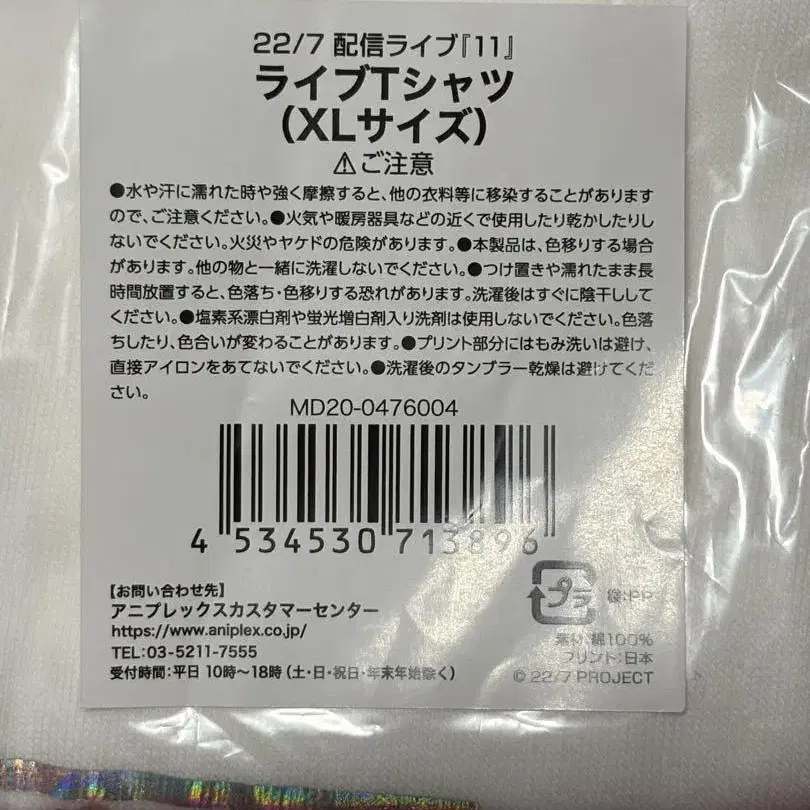 22/7 配信ライブ『11』
ライブTシャツ
(XLサイズ)
⚠ご注意
●水や汗に濡れた時や強く摩擦すると、他の衣料等に移染することがあります
ので、ご注意ください。●火気や暖房器具などの近くで使用したり乾かしたりし
ないでください。火災やヤケドの危険があります。●本製品は、色移りする場合
があります。他の物と一緒に洗濯しないでください。●つけ置きや濡れたまま長
時間放置すると、色落ち・色移りする恐れがあります。洗濯後はすぐに陰干しして
ください。●塩素系漂白剤や蛍光増白剤入り洗剤は使用しないでください。色落
ちしたり、色合いが変わることがあります。●プリント部分にはもみ洗いは避け、
直接アイロンをあてないでください。●洗濯後のタンブラー乾燥は避けてくだ
さい。
MD20-0476004
4 534530 713896
【お問い合わせ先】
アニプレックスカスタマーセンター
https://www.aniplex.co.jp/
TEL:03-5211-7555
受付時間:平日 10時〜18時 (土・日・祝日・年末年始除く)
プラ
袋:PP
素材:綿100%
プリント:日本
© 22/7 PROJECT